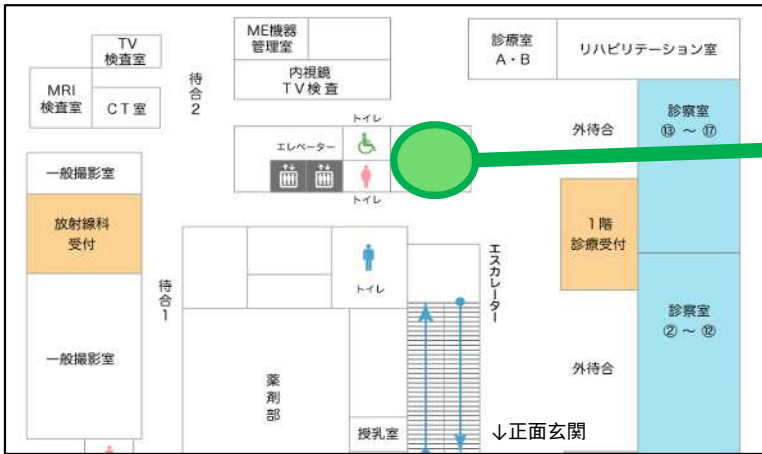 TV
検査室
MRI
検査室
CT室
待合2
ME機器
管理室
内視鏡
TV検査
トイレ
エレベーター
トイレ
診療室
A・B
リハビリテーション室
外待合
診察室
⑬ ～ ⑰
一般撮影室
放射線科
受付
1階
診療受付
待合1
トイレ
エスカレーター
診察室
② ～ ⑫
一般撮影室
薬剤部
外待合
授乳室
↓正面玄関